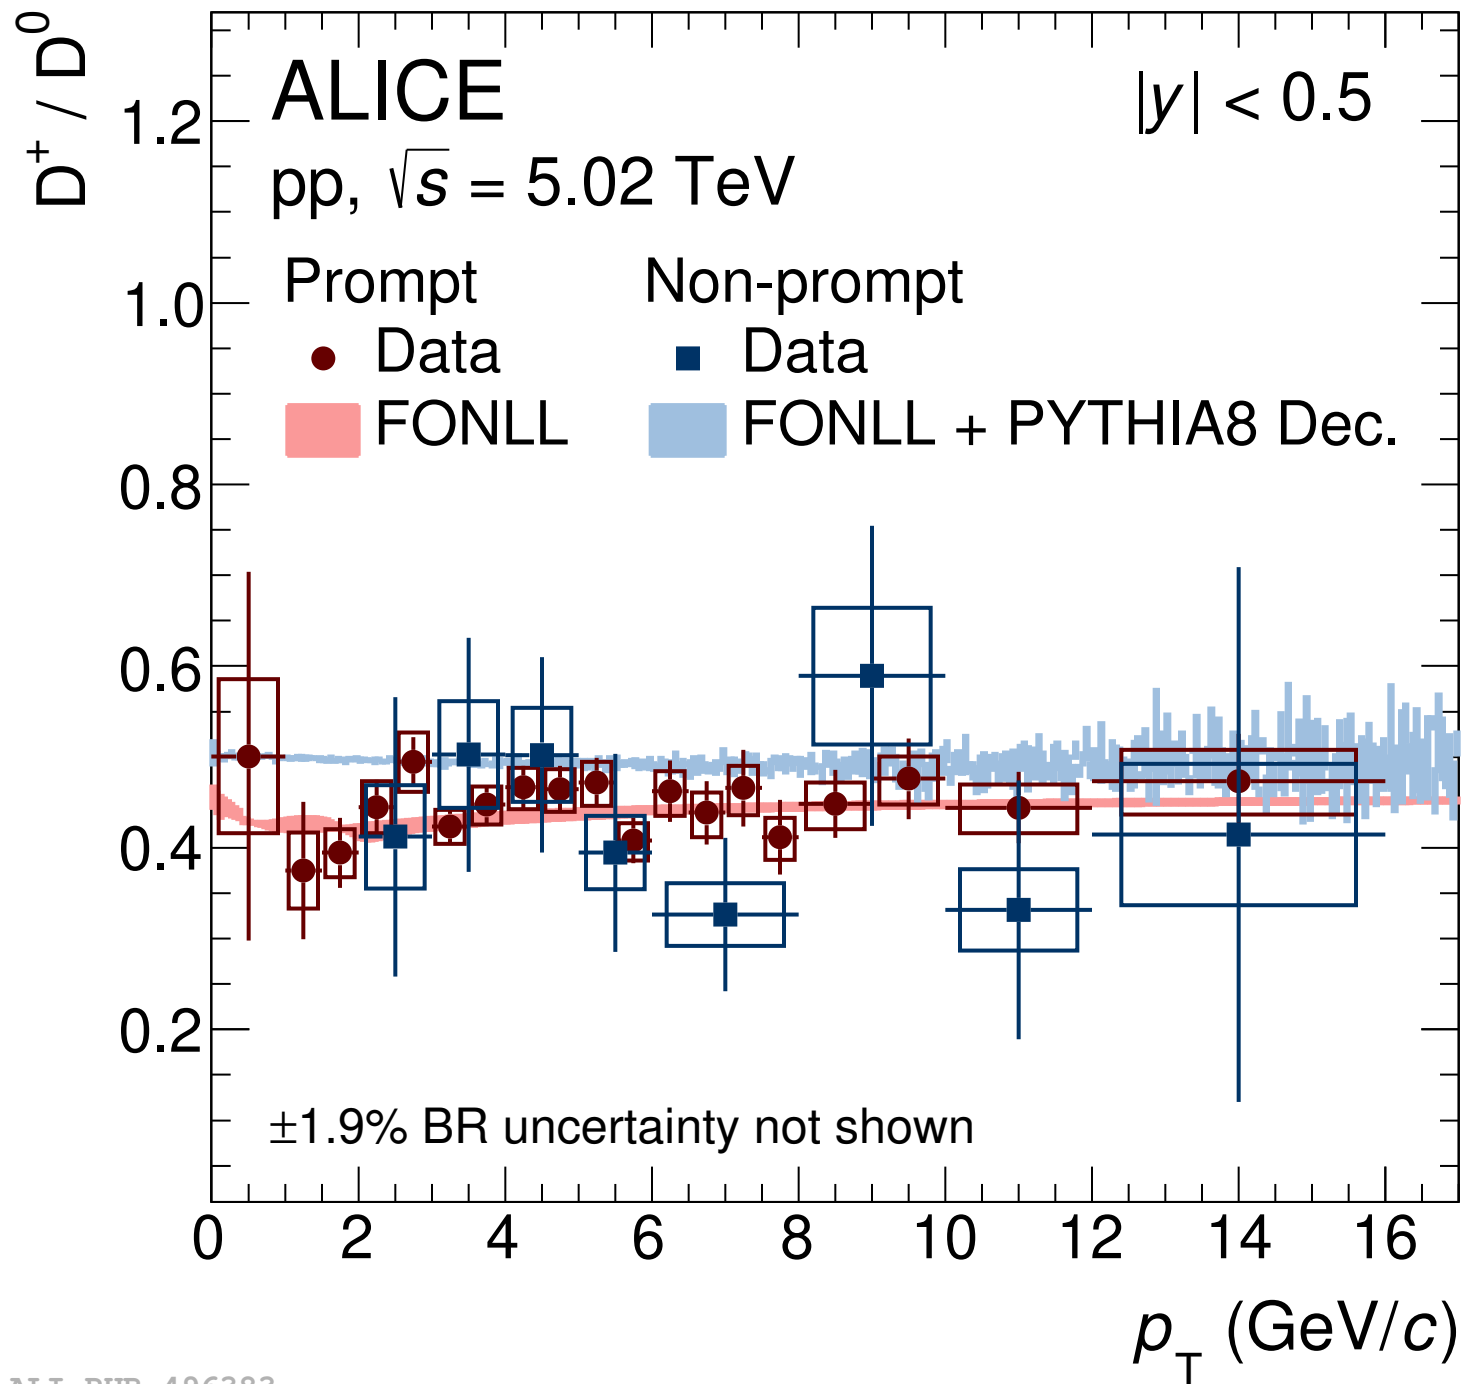 D⁺ / D⁰
ALICE
|y| < 0.5
pp, √s = 5.02 TeV
Prompt Non-prompt
Data Data
FONLL FONLL + PYTHIA8 Dec.
1.2
1.0
0.8
0.6
0.4
0.2
±1.9% BR uncertainty not shown
0 2 4 6 8 10 12 14 16
p_T (GeV/c)